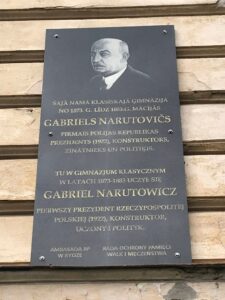 ŠAJĀ NAMĀ KLASISKAJĀ ĢIMNĀZIJĀ
NO 1873. G. LĪDZ 1883. G. MĀCĪJĀS
GABRIELS NARUTOVIČS
PIRMAIS POLIJAS REPUBLIKAS
PREZIDENTS (1922), KONSTRUKTORS,
ZINĀTNIEKS UN POLITIĶIS.
TU W GIMNAZJUM KLASYCZNYM
W LATACH 1873-1883 UCZYŁ SIĘ
GABRIEL NARUTOWICZ
PIERWSZY PREZYDENT RZECZYPOSPOLITEJ
POLSKIEJ (1922), KONSTRUKTOR,
UCZONY I POLITYK.
AMBASADA RP
W RYDZE
RADA OCHRONY PAMIĘCI
WALK I MĘCZEŃSTWA